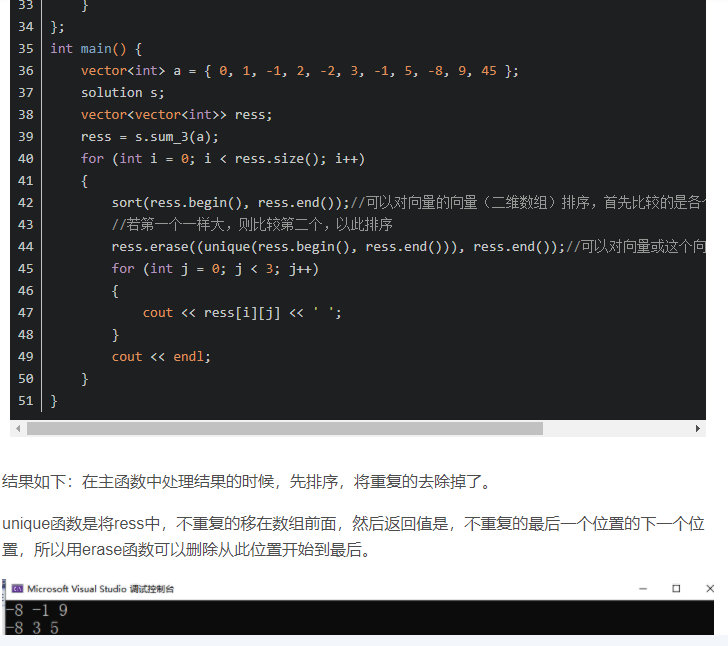 33         }
34 };
35 int main() {
36     vector<int> a = { 0, 1, -1, 2, -2, 3, -1, 5, -8, 9, 45 };
37     solution s;
38     vector<vector<int>> ress;
39     ress = s.sum_3(a);
40     for (int i = 0; i < ress.size(); i++)
41     {
42         sort(ress.begin(), ress.end());//可以对向量的向量（二维数组）排序，首先比较的是各
43         //若第一个一样大，则比较第二个，以此排序
44         ress.erase((unique(ress.begin(), ress.end())), ress.end());//可以对向量或这个向
45         for (int j = 0; j < 3; j++)
46         {
47             cout << ress[i][j] << ' ';
48         }
49         cout << endl;
50     }
51 }
结果如下：在主函数中处理结果的时候，先排序，将重复的去除掉了。
unique函数是将ress中，不重复的移在数组前面，然后返回值是，不重复的最后一个位置的下一个位
置，所以用erase函数可以删除从此位置开始到最后。
Microsoft Visual Studio 调试控制台
-8 -1 9
-8 3 5